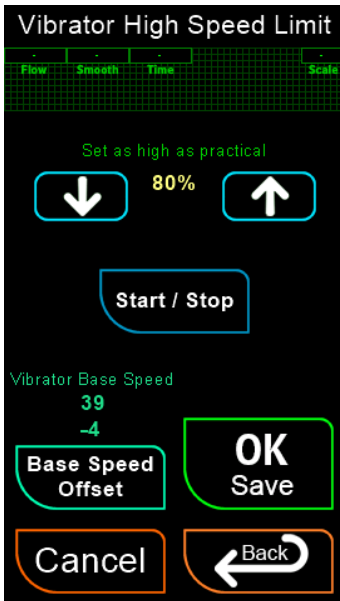 Vibrator High Speed Limit
- - - -
Flow Smooth Time Scale
Set as high as practical
80%
Start / Stop
Vibrator Base Speed
39
-4
Base Speed
Offset
OK
Save
Cancel
Back